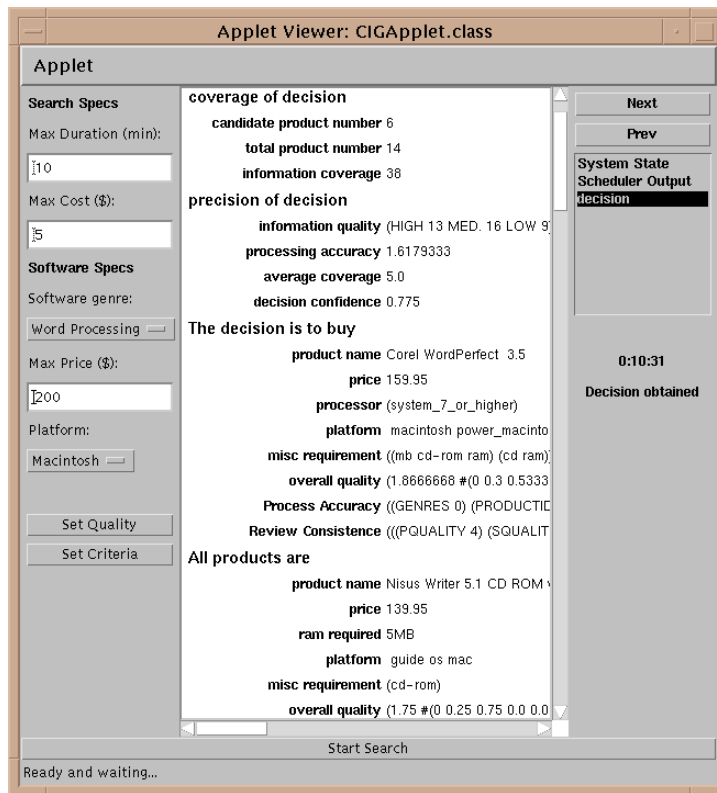 Applet Viewer: CIGApplet.class
Applet
Search Specs
Max Duration (min):
10
Max Cost ($):
5
Software Specs
Software genre:
Word Processing
Max Price ($):
200
Platform:
Macintosh
Set Quality
Set Criteria
coverage of decision
candidate product number 6
total product number 14
information coverage 38
precision of decision
information quality (HIGH 13 MED. 16 LOW 9)
processing accuracy 1.6179333
average coverage 5.0
decision confidence 0.775
The decision is to buy
product name Corel WordPerfect 3.5
price 159.95
processor (system_7_or_higher)
platform macintosh power_macinto
misc requirement ((mb cd-rom ram) (cd ram)
overall quality (1.8666668 #(0 0.3 0.5333
Process Accuracy ((GENRES 0) (PRODUCTID
Review Consistence (((PQUALITY 4) (SQUALIT
All products are
product name Nisus Writer 5.1 CD ROM
price 139.95
ram required 5MB
platform guide os mac
misc requirement (cd-rom)
overall quality (1.75 #(0 0.25 0.75 0.0 0.0
Next
Prev
System State
Scheduler Output
decision
0:10:31
Decision obtained
Start Search
Ready and waiting...